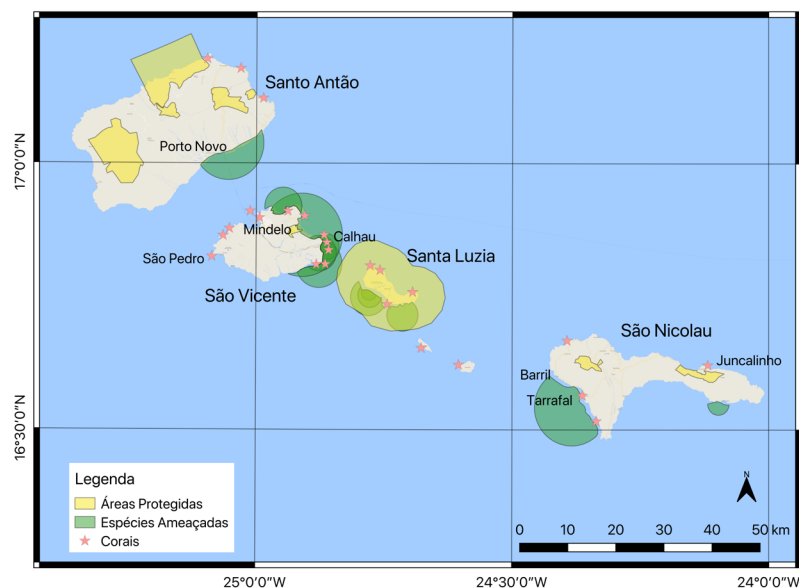 Santo Antão
Porto Novo
17°0'0"N
Mindelo
Calhau
São Pedro
Santa Luzia
São Vicente
São Nicolau
Juncalinho
Barril
Tarrafal
16°30'0"N
Legenda
Áreas Protegidas
Espécies Ameaçadas
Corais
N
0 10 20 30 40 50 km
25°0'0"W 24°30'0"W 24°0'0"W